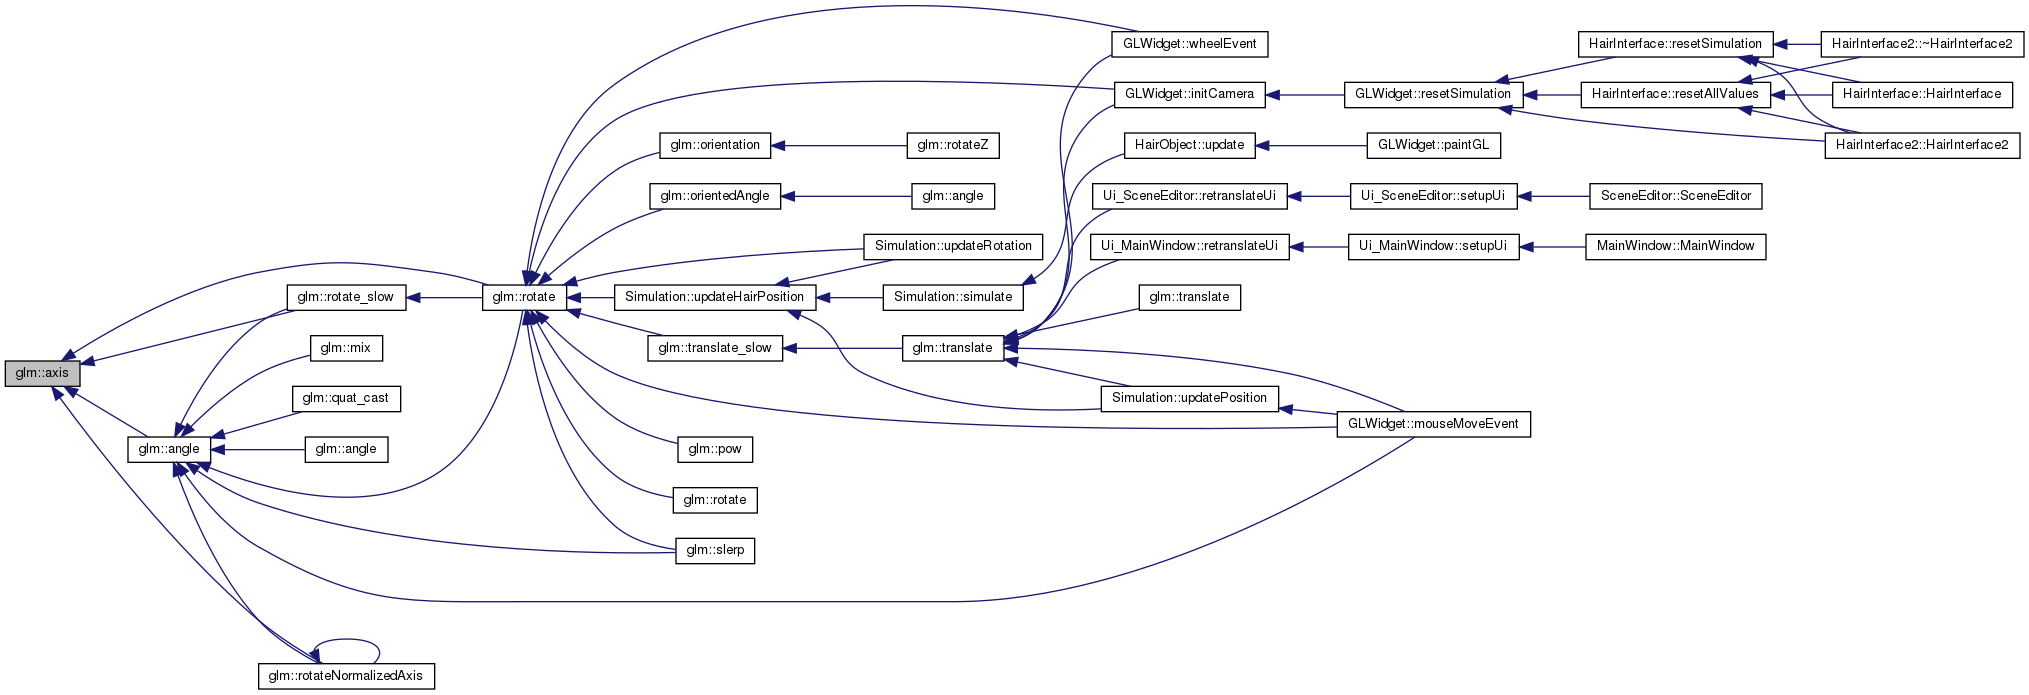 GLWidget::wheelEvent
HairInterface::resetSimulation
HairInterface2::~HairInterface2
GLWidget::initCamera
GLWidget::resetSimulation
HairInterface::resetAllValues
HairInterface::HairInterface
glm::orientation
glm::rotateZ
HairObject::update
GLWidget::paintGL
HairInterface2::HairInterface2
glm::orientedAngle
glm::angle
Ui_SceneEditor::retranslateUi
Ui_SceneEditor::setupUi
SceneEditor::SceneEditor
Simulation::updateRotation
Ui_MainWindow::retranslateUi
Ui_MainWindow::setupUi
MainWindow::MainWindow
glm::rotate_slow
glm::rotate
Simulation::updateHairPosition
Simulation::simulate
glm::translate
glm::mix
glm::translate_slow
glm::translate
glm::axis
glm::quat_cast
Simulation::updatePosition
GLWidget::mouseMoveEvent
glm::angle
glm::angle
glm::pow
glm::rotate
glm::slerp
glm::rotateNormalizedAxis